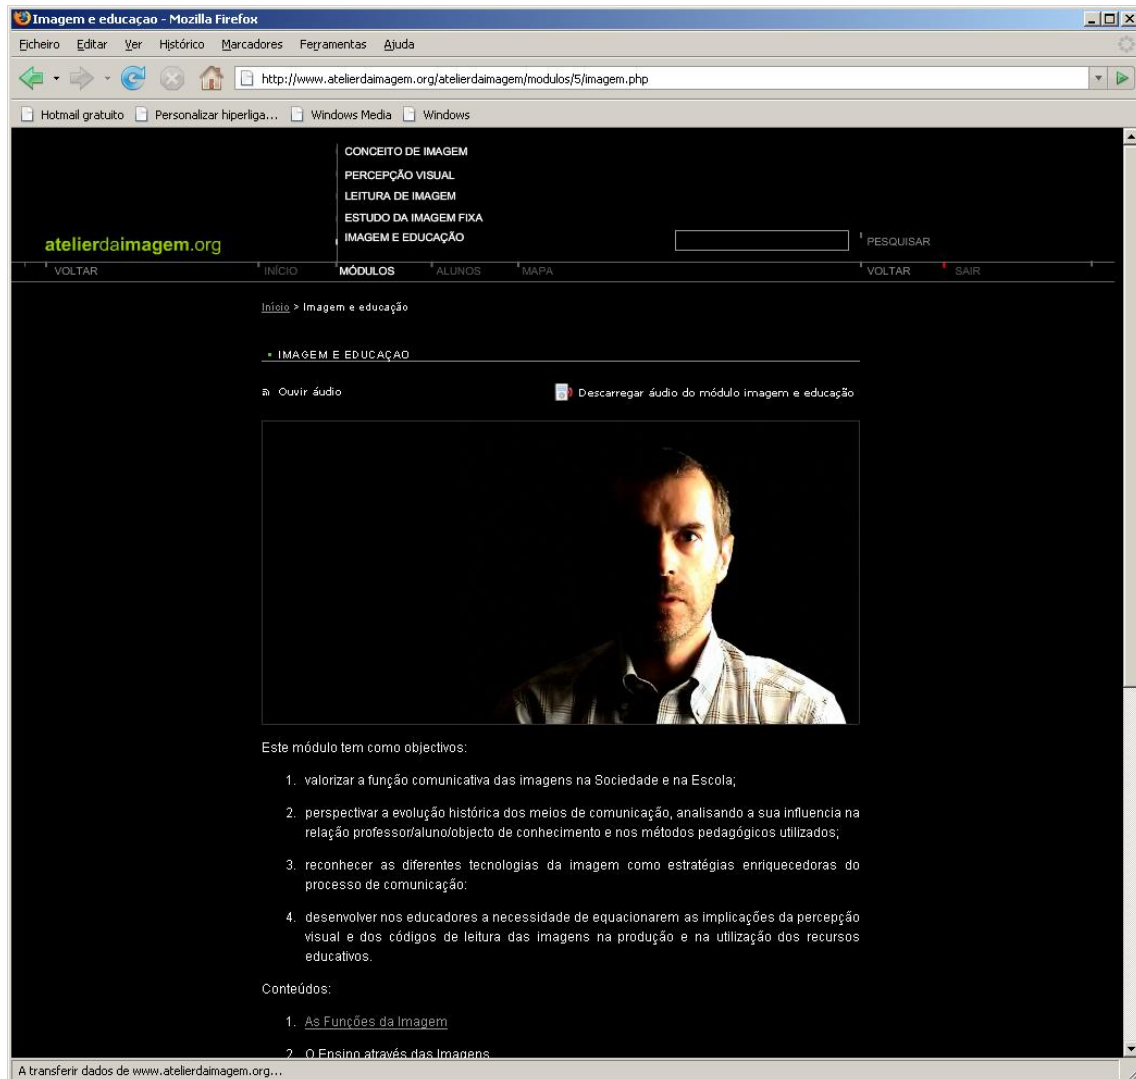 Imagem e educaçao - Mozilla Firefox
Ficheiro Editar Ver Histórico Marcadores Ferramentas Ajuda
http://www.atelierdaimagem.org/atelierdaimagem/modulos/5/imagem.php
Hotmail gratuito Personalizar hiperliga... Windows Media Windows
CONCEITO DE IMAGEM
PERCEPÇÃO VISUAL
LEITURA DE IMAGEM
ESTUDO DA IMAGEM FIXA
IMAGEM E EDUCAÇÃO
atelierdaimagem.org
PESQUISAR
VOLTAR INÍCIO MÓDULOS ALUNOS MAPA VOLTAR SAIR
Início > Imagem e educação
IMAGEM E EDUCAÇAO
Ouvir áudio Descarregar áudio do módulo imagem e educação
Este módulo tem como objectivos:
1. valorizar a função comunicativa das imagens na Sociedade e na Escola;
2. perspectivar a evolução histórica dos meios de comunicação, analisando a sua influencia na
relação professor/aluno/objecto de conhecimento e nos métodos pedagógicos utilizados;
3. reconhecer as diferentes tecnologias da imagem como estratégias enriquecedoras do
processo de comunicação:
4. desenvolver nos educadores a necessidade de equacionarem as implicações da percepção
visual e dos códigos de leitura das imagens na produção e na utilização dos recursos
educativos.
Conteúdos:
1. As Funções da Imagem
2. O Ensino através das Imagens
A transferir dados de www.atelierdaimagem.org...